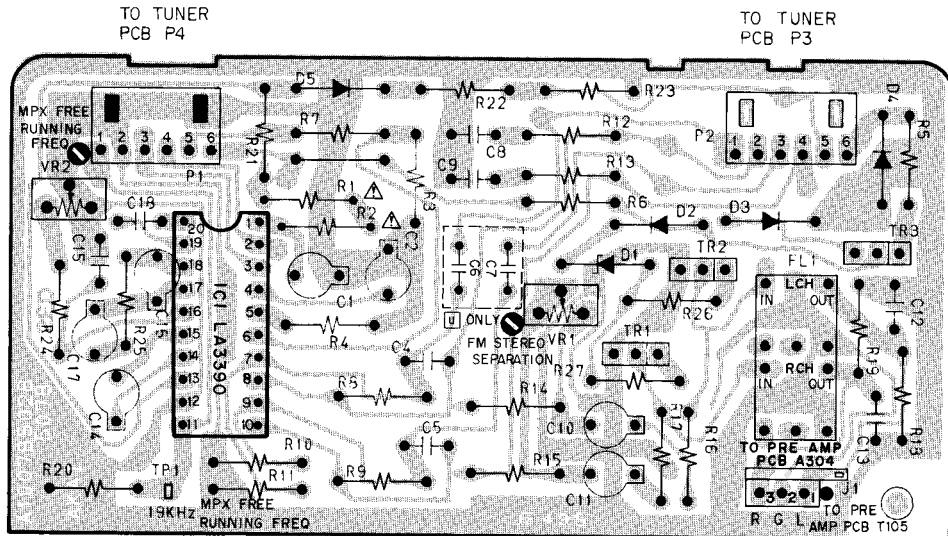 TO TUNER
PCB P4
TO TUNER
PCB P3
D5
R22
R23
MPX FREE
RUNNING
FREQ
1 2 3 4 5 6
P1
VR2
R21
R7
C9
C8
R12
R13
R6
P2
1 2 3 4 5 6
D4
R5
R1
R2
R3
C2
C18
C15
20
19
18
17
16
15
14
13
12
11
1
2
3
4
5
6
7
8
9
10
IC1 LA3390
C1
R4
C6
C7
U ONLY
FM STEREO
SEPARATION
VR1
D1
D2
D3
TR2
TR3
R26
TR1
R27
FL1
LCH
IN
OUT
RCH
IN
OUT
C12
R19
R18
C13
R24
C17
R25
C14
C4
R8
C5
R14
C10
R17
R16
R15
C11
R10
R11
R9
R20
TP1
19KHz
MPX FREE
RUNNING FREQ
TO PRE AMP
PCB A304
3 2 1
J1
R G L
TO PRE
AMP PCB T105